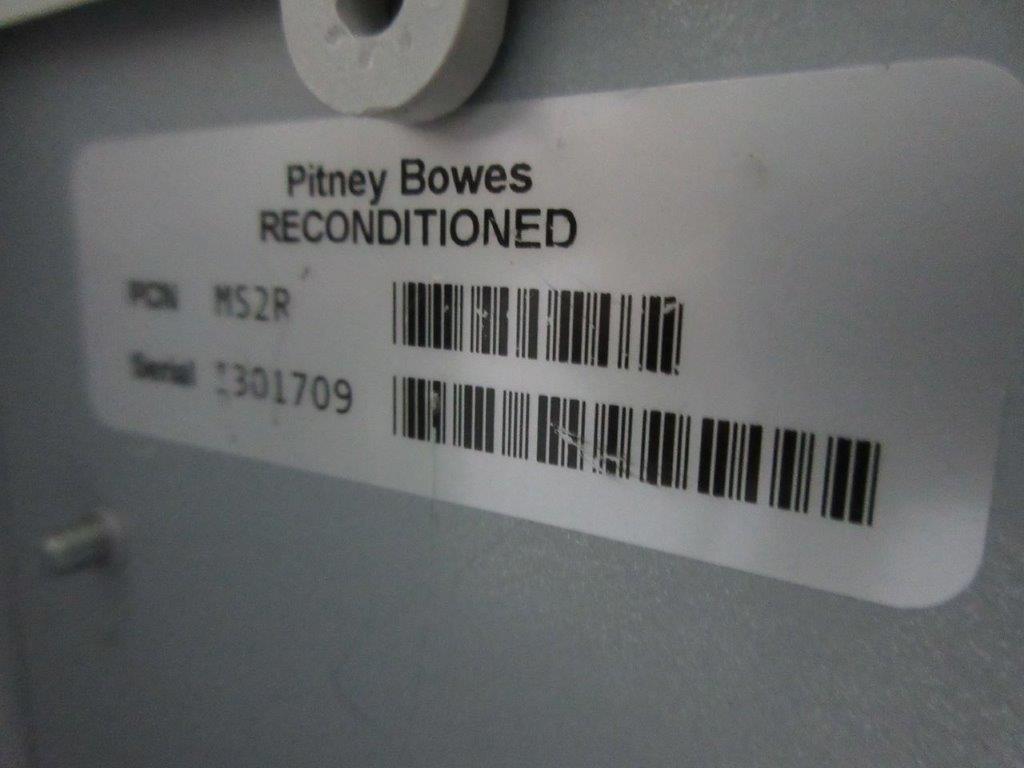 Pitney Bowes
RECONDITIONED
PCN MS2R
Serial